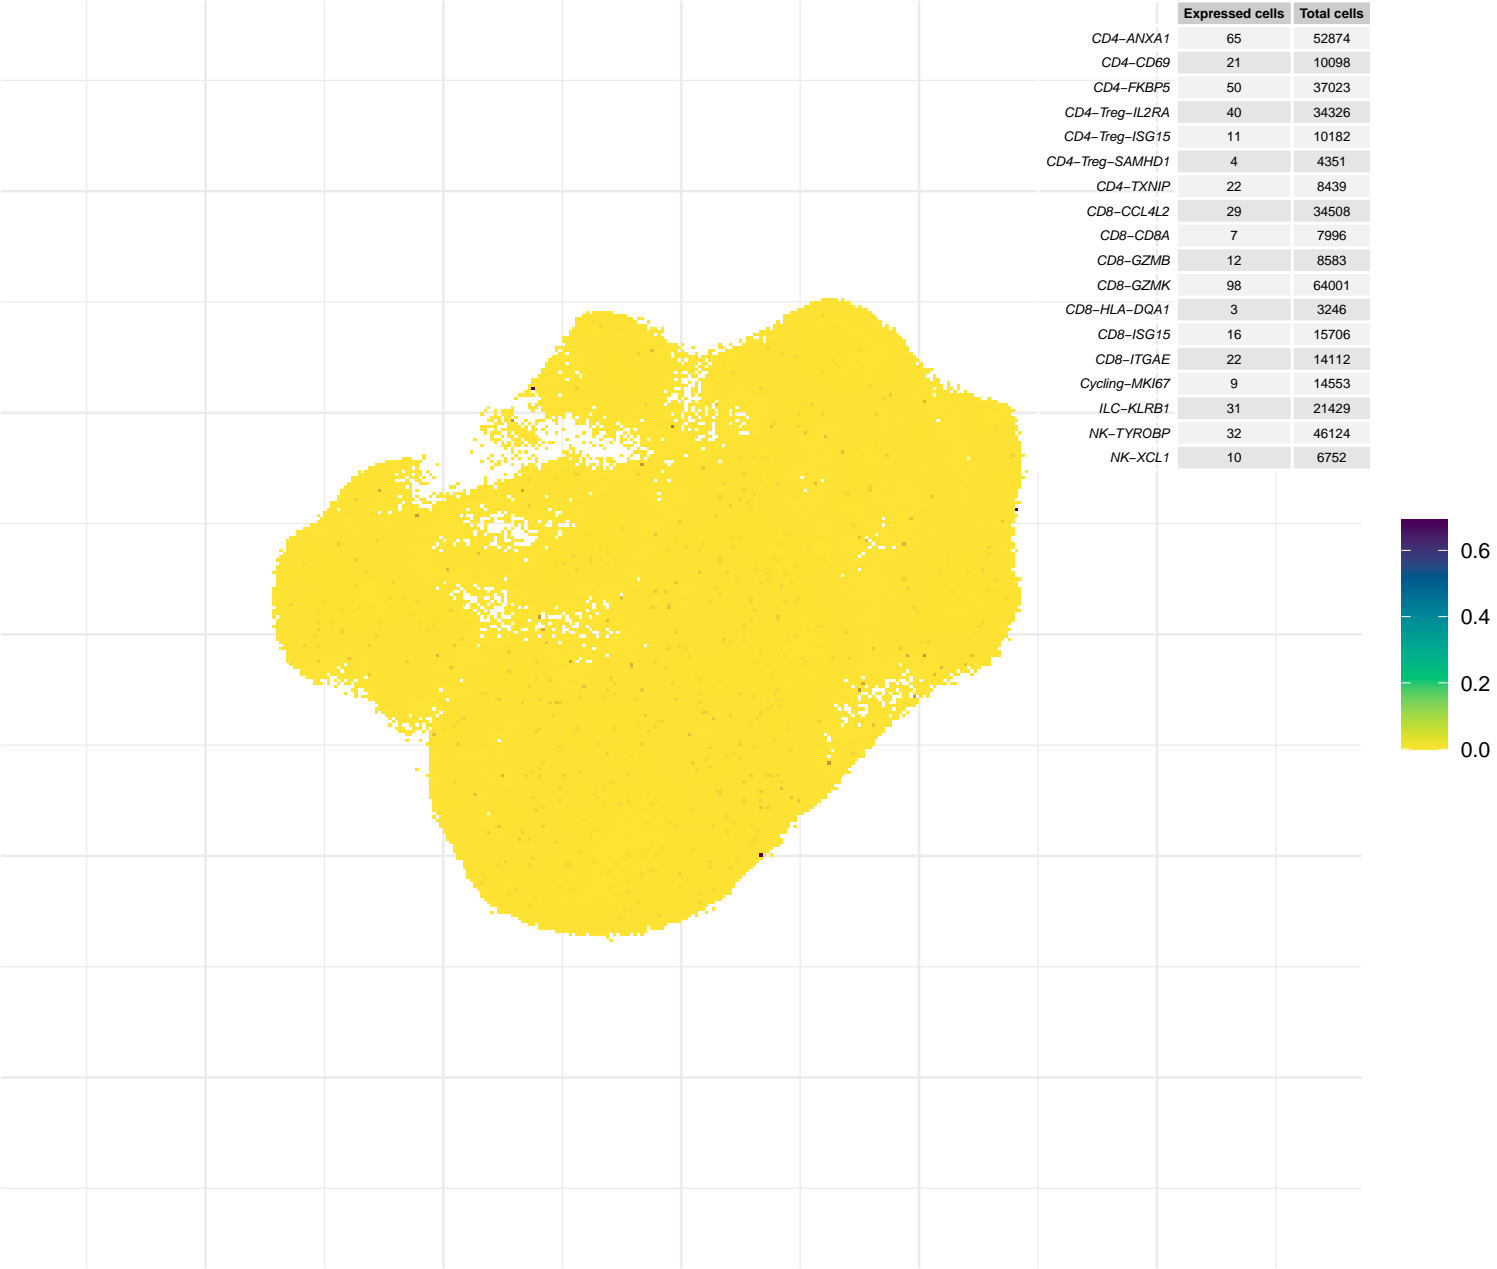 Expressed cells Total cells
CD4−ANXA1 65 52874
CD4−CD69 21 10098
CD4−FKBP5 50 37023
CD4−Treg−IL2RA 40 34326
CD4−Treg−ISG15 11 10182
CD4−Treg−SAMHD1 4 4351
CD4−TXNIP 22 8439
CD8−CCL4L2 29 34508
CD8−CD8A 7 7996
CD8−GZMB 12 8583
CD8−GZMK 98 64001
CD8−HLA−DQA1 3 3246
CD8−ISG15 16 15706
CD8−ITGAE 22 14112
Cycling−MKI67 9 14553
ILC−KLRB1 31 21429
NK−TYROBP 32 46124
NK−XCL1 10 6752
0.6
0.4
0.2
0.0